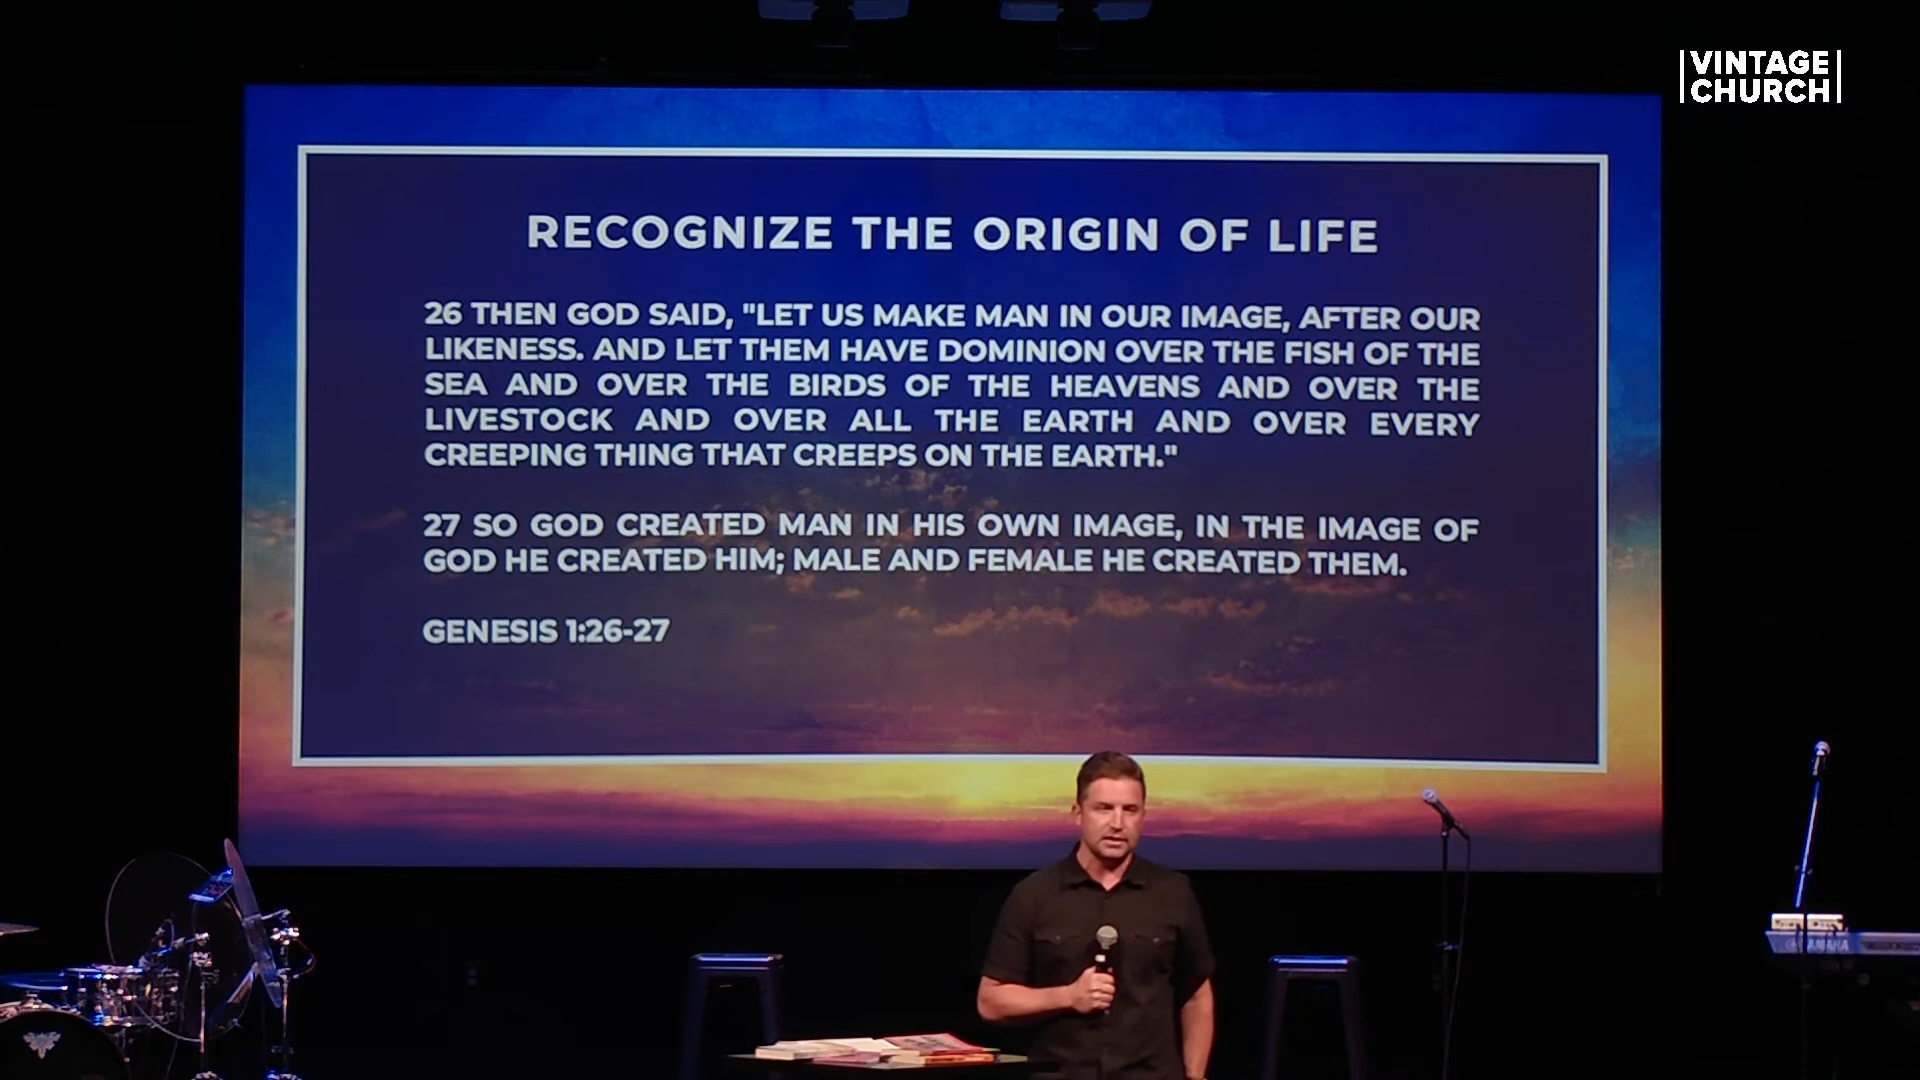 VINTAGE
CHURCH
RECOGNIZE THE ORIGIN OF LIFE
26 THEN GOD SAID, "LET US MAKE MAN IN OUR IMAGE, AFTER OUR
LIKENESS. AND LET THEM HAVE DOMINION OVER THE FISH OF THE
SEA AND OVER THE BIRDS OF THE HEAVENS AND OVER THE
LIVESTOCK AND OVER ALL THE EARTH AND OVER EVERY
CREEPING THING THAT CREEPS ON THE EARTH."
27 SO GOD CREATED MAN IN HIS OWN IMAGE, IN THE IMAGE OF
GOD HE CREATED HIM; MALE AND FEMALE HE CREATED THEM.
GENESIS 1:26-27
YAMAHA